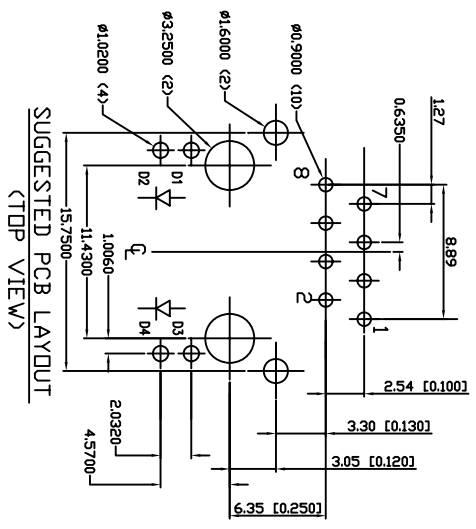 ø1.0200 (4)
ø3.2500 (2)
ø1.6000 (2)
ø0.9000 (10)
0.6350
1.27
8.89
8
7
2
1
D2
D1
D4
D3
℄
1.0060
11.4300
15.7500
2.54 [0.100]
3.30 [0.130]
3.05 [0.120]
6.35 [0.250]
2.0320
4.5700
SUGGESTED PCB LAYOUT
(TOP VIEW)